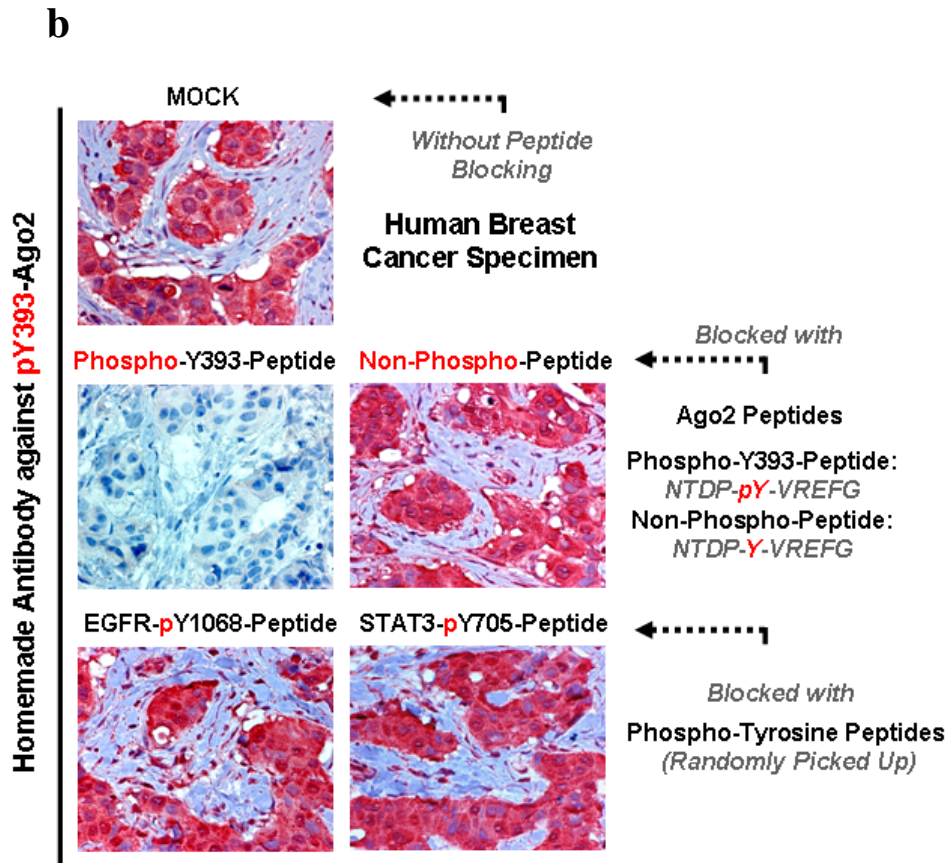 b
MOCK
Without Peptide
Blocking
Human Breast
Cancer Specimen
Homemade Antibody against pY393-Ago2
Phospho-Y393-Peptide
Non-Phospho-Peptide
Blocked with
Ago2 Peptides
Phospho-Y393-Peptide:
NTDP-pY-VREFG
Non-Phospho-Peptide:
NTDP-Y-VREFG
EGFR-pY1068-Peptide
STAT3-pY705-Peptide
Blocked with
Phospho-Tyrosine Peptides
(Randomly Picked Up)